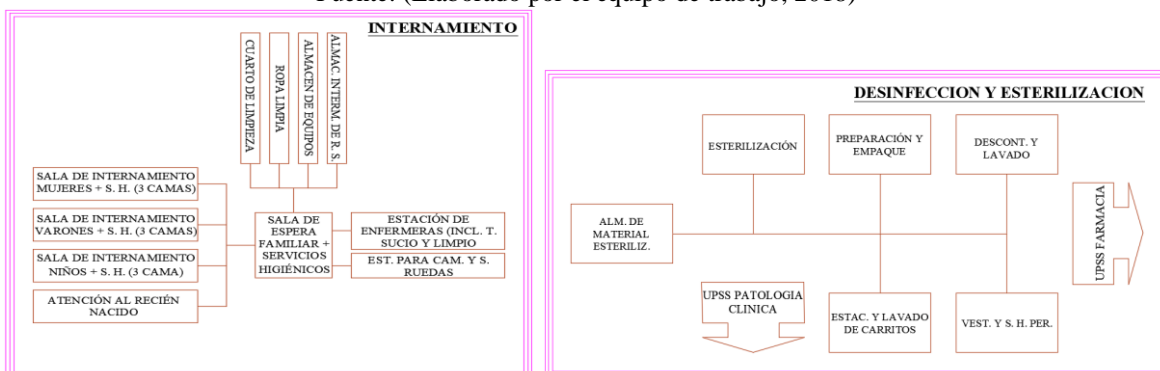 Fuente: (Elaborado por el equipo de trabajo, 2018)
INTERNAMIENTO
CUARTO DE LIMPIEZA
ROPA LIMPIA
ALMACEN DE EQUIPOS
ALMAC. INTERM. DE R. S.
SALA DE INTERNAMIENTO
MUJERES + S. H. (3 CAMAS)
SALA DE INTERNAMIENTO
VARONES + S. H. (3 CAMAS)
SALA DE INTERNAMIENTO
NIÑOS + S. H. (3 CAMA)
ATENCIÓN AL RECIÉN
NACIDO
SALA DE
ESPERA
FAMILIAR +
SERVICIOS
HIGIÉNICOS
ESTACIÓN DE
ENFERMERAS (INCL. T.
SUCIO Y LIMPIO
EST. PARA CAM. Y S.
RUEDAS
DESINFECCION Y ESTERILIZACION
ESTERILIZACIÓN
PREPARACIÓN Y
EMPAQUE
DESCONT. Y
LAVADO
ALM. DE
MATERIAL
ESTERILIZ.
UPSS FARMACIA
UPSS PATOLOGIA
CLINICA
ESTAC. Y LAVADO
DE CARRITOS
VEST. Y S. H. PER.